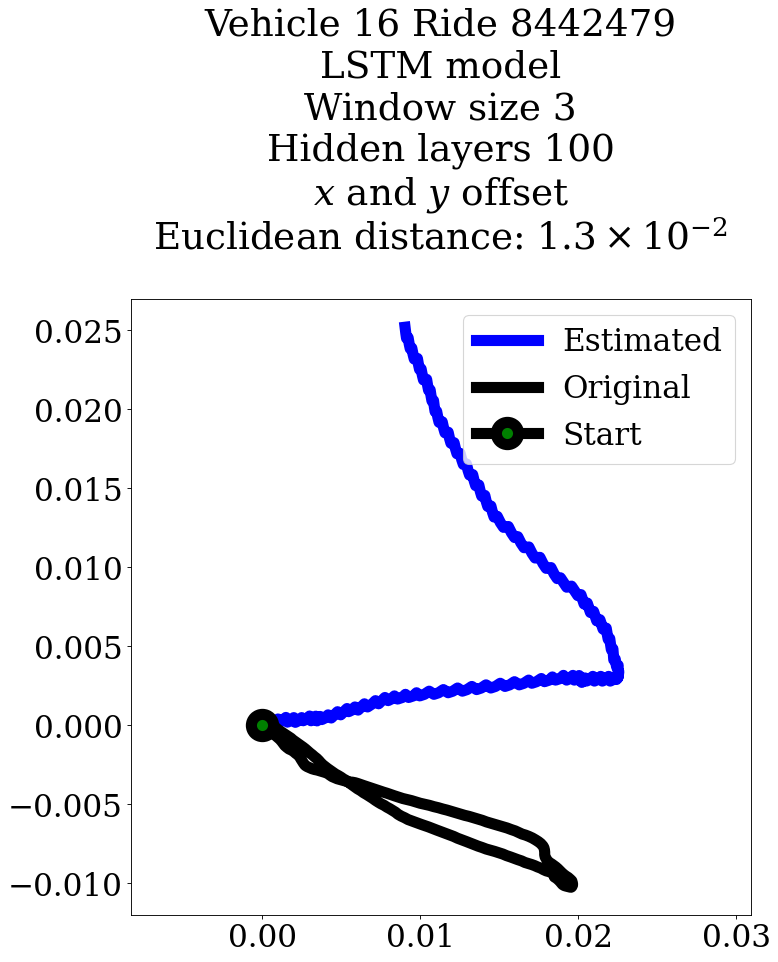 Vehicle 16 Ride 8442479
LSTM model
Window size 3
Hidden layers 100
x and y offset
Euclidean distance: 1.3 × 10⁻²
Estimated
Original
Start
0.025
0.020
0.015
0.010
0.005
0.000
−0.005
−0.010
0.00 0.01 0.02 0.03